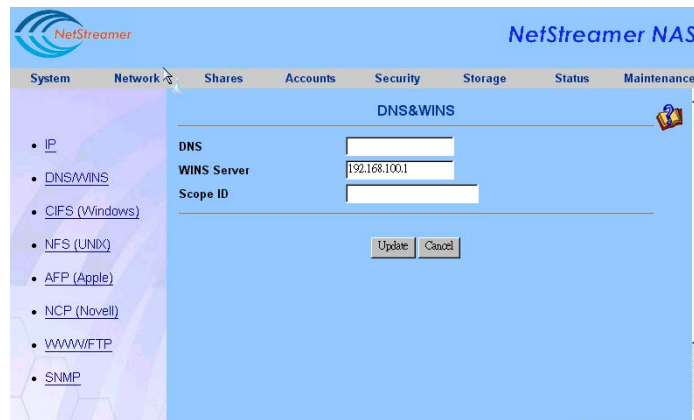 NetStreamer
NetStreamer NAS
System Network Shares Accounts Security Storage Status Maintenance
DNS&WINS
IP
DNS/WINS
CIFS (Windows)
NFS (UNIX)
AFP (Apple)
NCP (Novell)
WWW/FTP
SNMP
DNS
WINS Server 192.168.100.1
Scope ID
Update Cancel